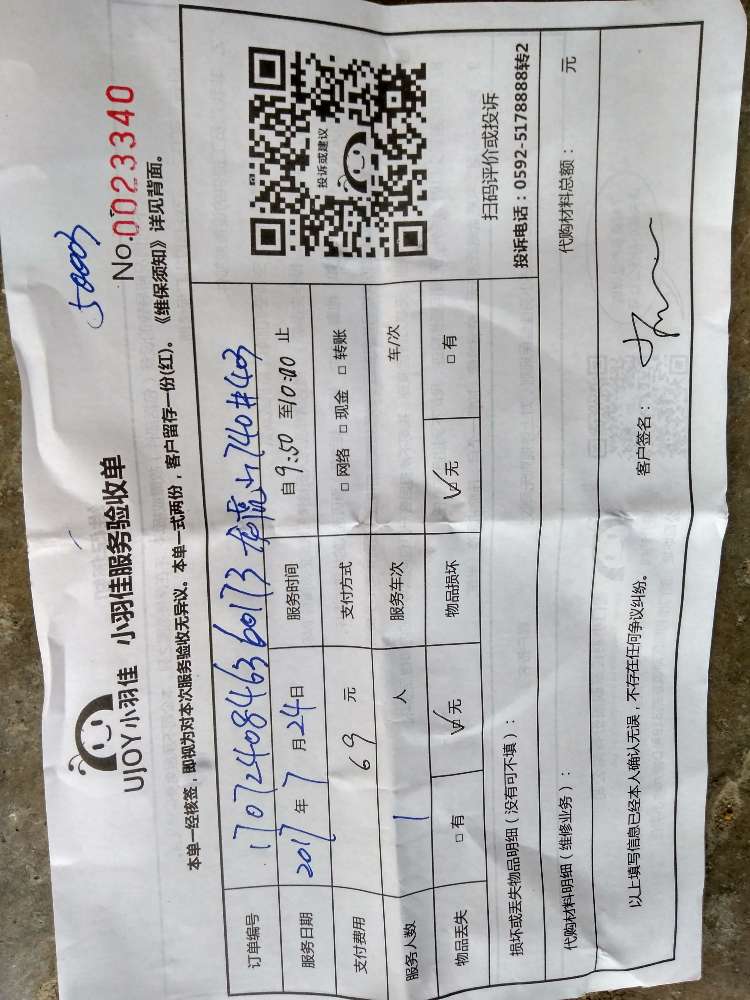 50003
No.0023340
UJOY小羽佳 小羽佳服务验收单
本单一经核签，即视为对本次服务验收无异议。本单一式两份，客户留存一份(红)。《维保须知》详见背面。
订单编号 170724084636 60173 740#403
服务日期 2017年7月24日 服务时间 自9:50至10:20止
支付费用 69元 支付方式 □网络 □现金 □转账
服务人数 1人 服务车次 车/次
物品丢失 □有 ☑无 物品损坏 ☑无 □有
投诉或建议
扫码评价或投诉
投诉电话：0592-5178888转2
损坏或丢失物品明细（没有可不填）：
代购材料明细（维修业务）： 代购材料总额： 元
以上填写信息已经本人确认无误，不存在任何争议纠纷。 客户签名：